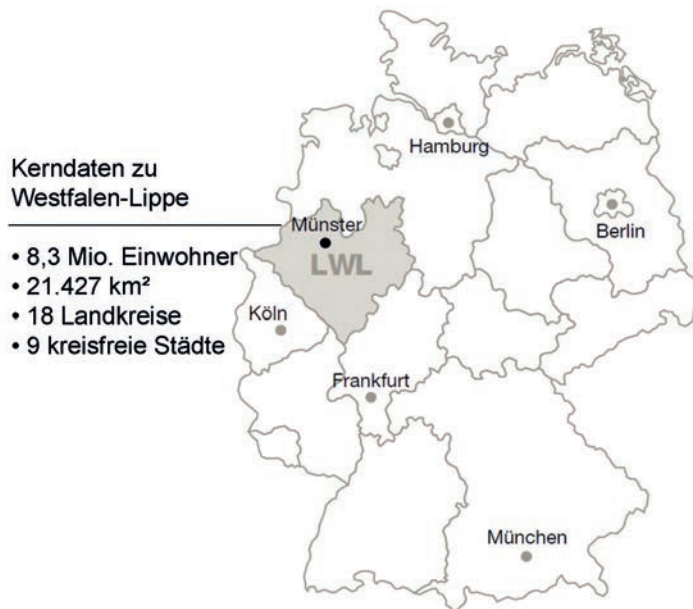 Hamburg
Kerndaten zu
Westfalen-Lippe
Münster
Berlin
• 8,3 Mio. Einwohner
LWL
• 21.427 km²
• 18 Landkreise
Köln
• 9 kreisfreie Städte
Frankfurt
München